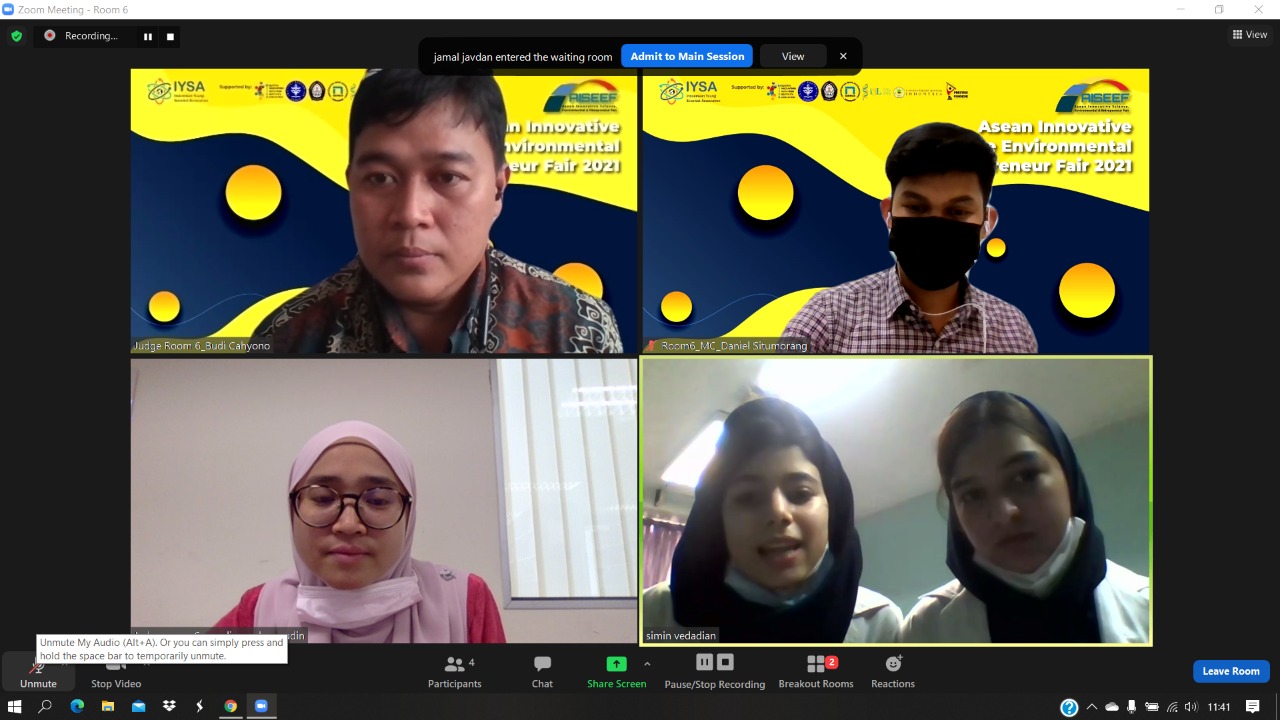 Zoom Meeting - Room 6
Recording...
View
jamal javdan entered the waiting room
Admit to Main Session
View
IYSA
Supported by:
AISEEF
n Innovative
nvironmental
eur Fair 2021
Judge Room 6_Budi Cahyono
IYSA
Supported by:
AISEEF
Asean Innovative
e Environmental
preneur Fair 2021
Room6_MC_Daniel Situmorang
simin vedadian
Unmute My Audio (Alt+A). Or you can simply press and
hold the space bar to temporarily unmute.
Unmute
Stop Video
4
Participants
Chat
Share Screen
Pause/Stop Recording
2
Breakout Rooms
Reactions
Leave Room
11:41